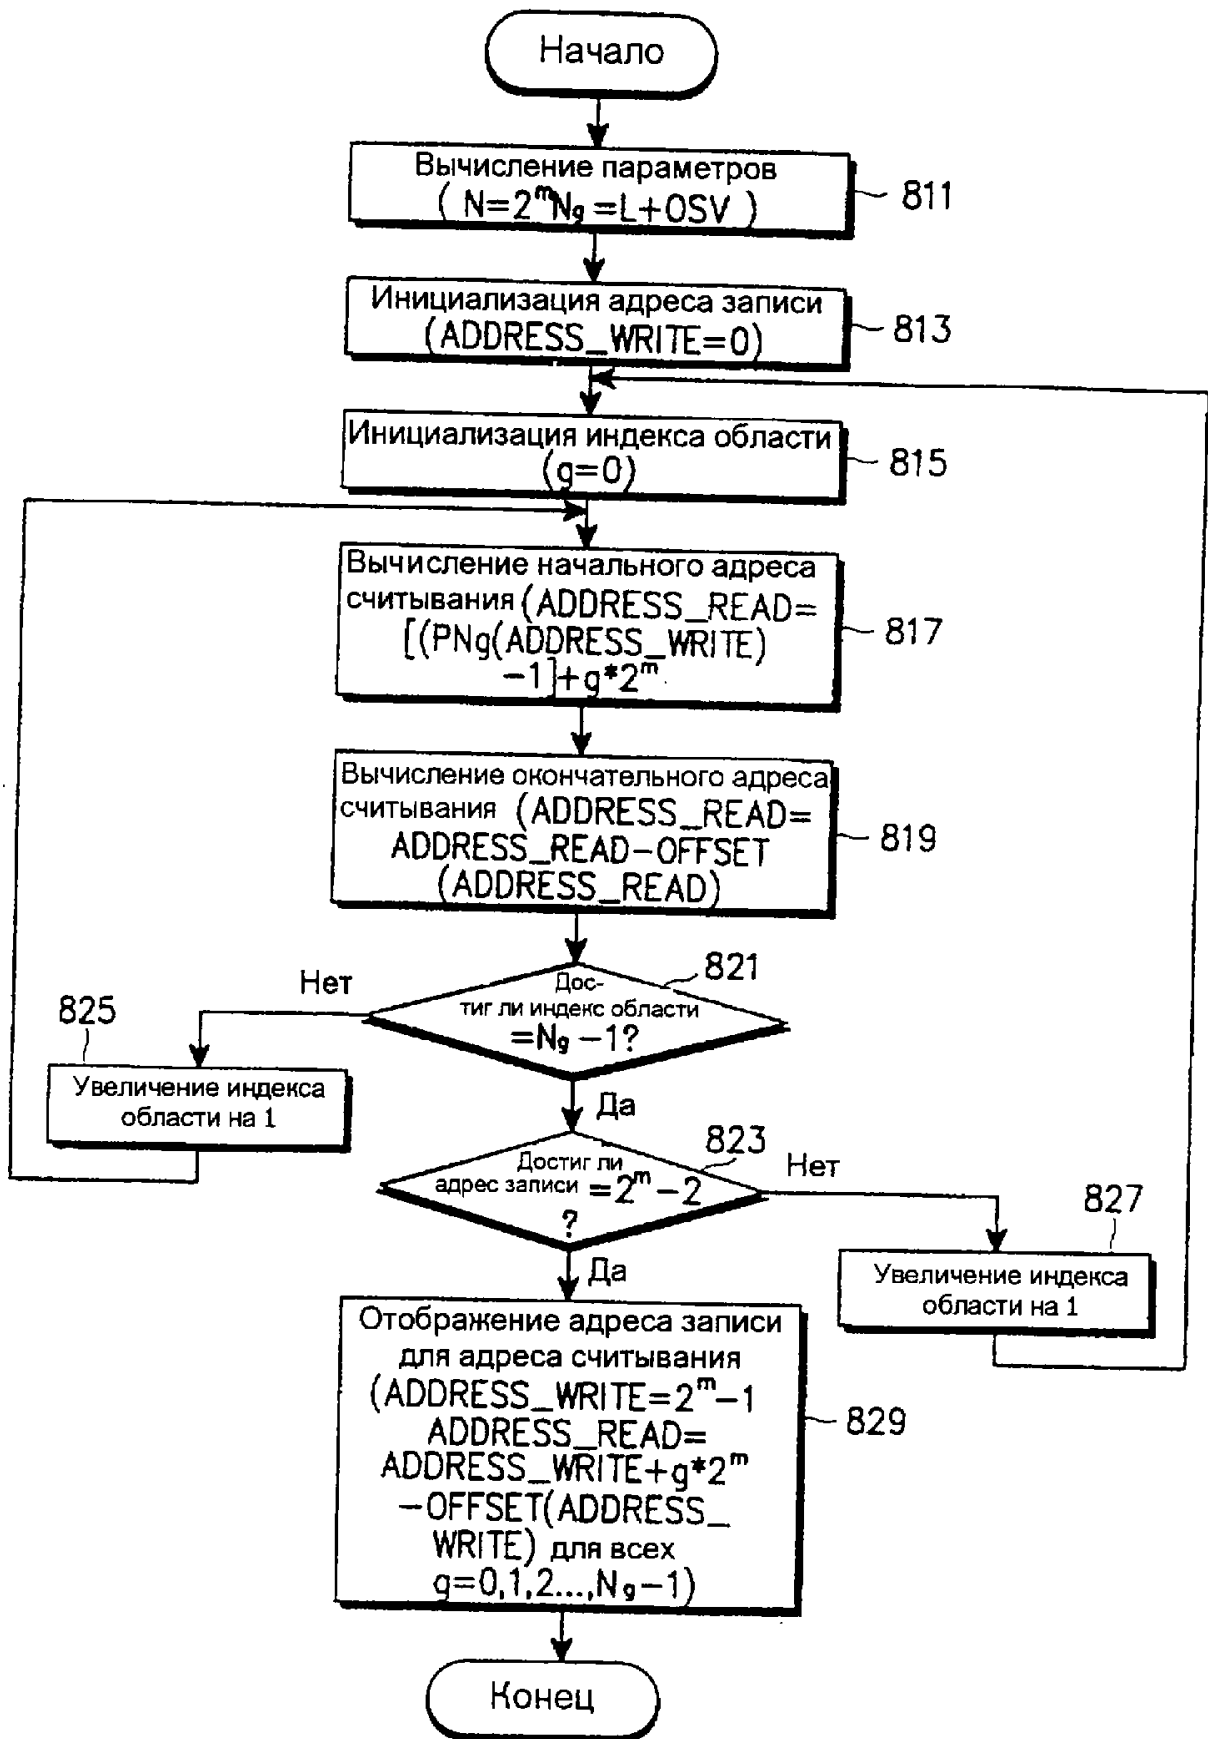 Начало
Вычисление параметров
( N=2^m Ng =L+OSV )
811
Инициализация адреса записи
(ADDRESS_WRITE=0)
813
Инициализация индекса области
(g=0)
815
Вычисление начального адреса
считывания (ADDRESS_READ=
[(PNg(ADDRESS_WRITE)
-1]+g*2^m
817
Вычисление окончательного адреса
считывания (ADDRESS_READ=
ADDRESS_READ-OFFSET
(ADDRESS_READ)
819
821
Дос-
тиг ли индекс области
=Ng-1?
Нет
825
Увеличение индекса
области на 1
Да
823
Достиг ли
адрес записи =2^m-2
?
Нет
827
Увеличение индекса
области на 1
Да
Отображение адреса записи
для адреса считывания
(ADDRESS_WRITE=2^m-1
ADDRESS_READ=
ADDRESS_WRITE+g*2^m
-OFFSET(ADDRESS_
WRITE) для всех
g=0,1,2...,Ng-1)
829
Конец